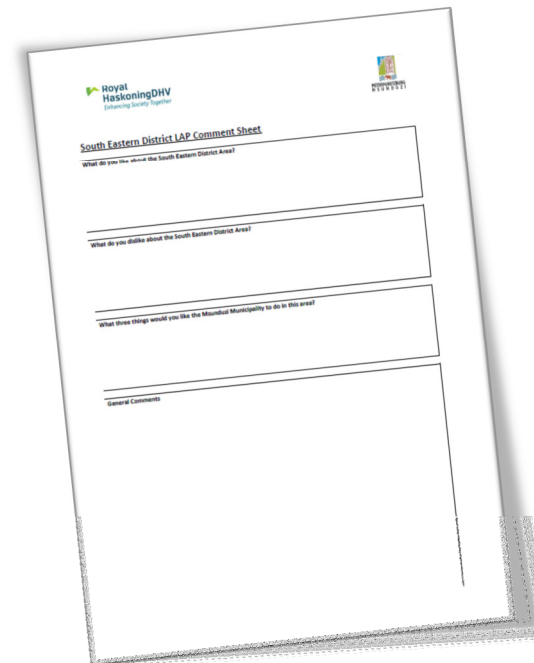 Royal
HaskoningDHV
Enhancing Society Together
PIETERMARITZBURG
MSUNDUZI
South Eastern District LAP Comment Sheet
What do you like about the South Eastern District Area?
What do you dislike about the South Eastern District Area?
What three things would you like the Msunduzi Municipality to do in this area?
General Comments